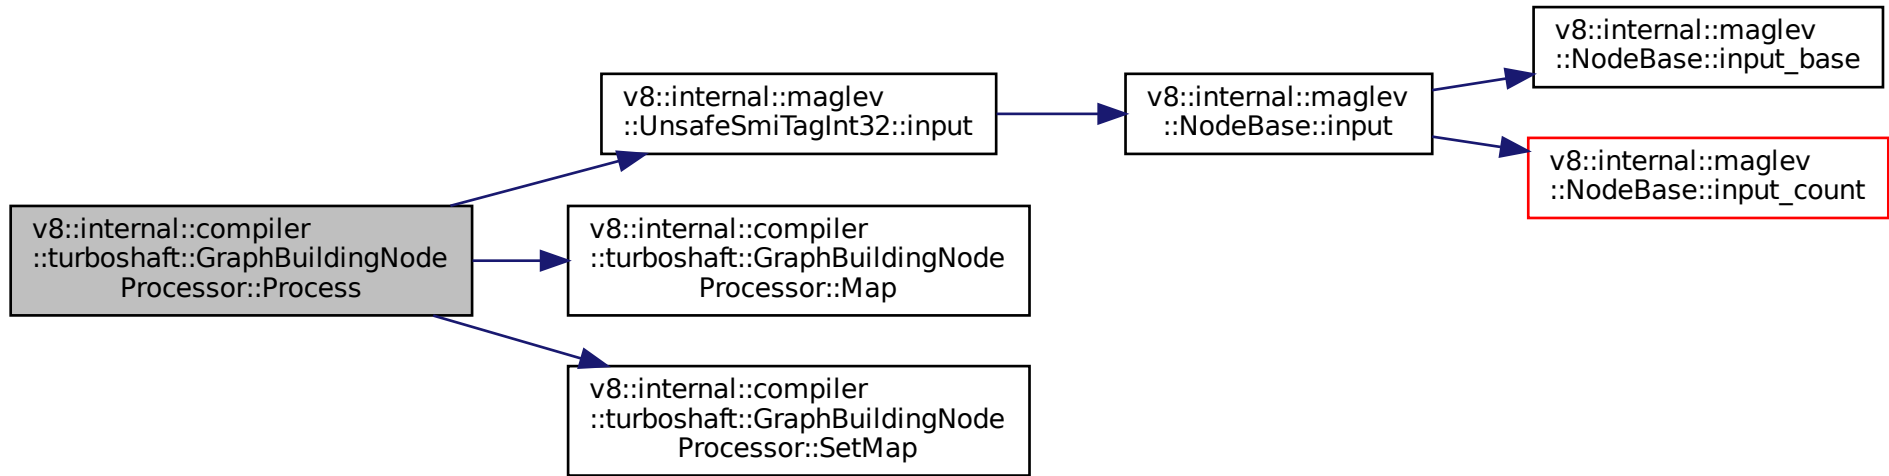 v8::internal::compiler
::turboshaft::GraphBuildingNode
Processor::Process
v8::internal::maglev
::UnsafeSmiTagInt32::input
v8::internal::maglev
::NodeBase::input
v8::internal::maglev
::NodeBase::input_base
v8::internal::maglev
::NodeBase::input_count
v8::internal::compiler
::turboshaft::GraphBuildingNode
Processor::Map
v8::internal::compiler
::turboshaft::GraphBuildingNode
Processor::SetMap